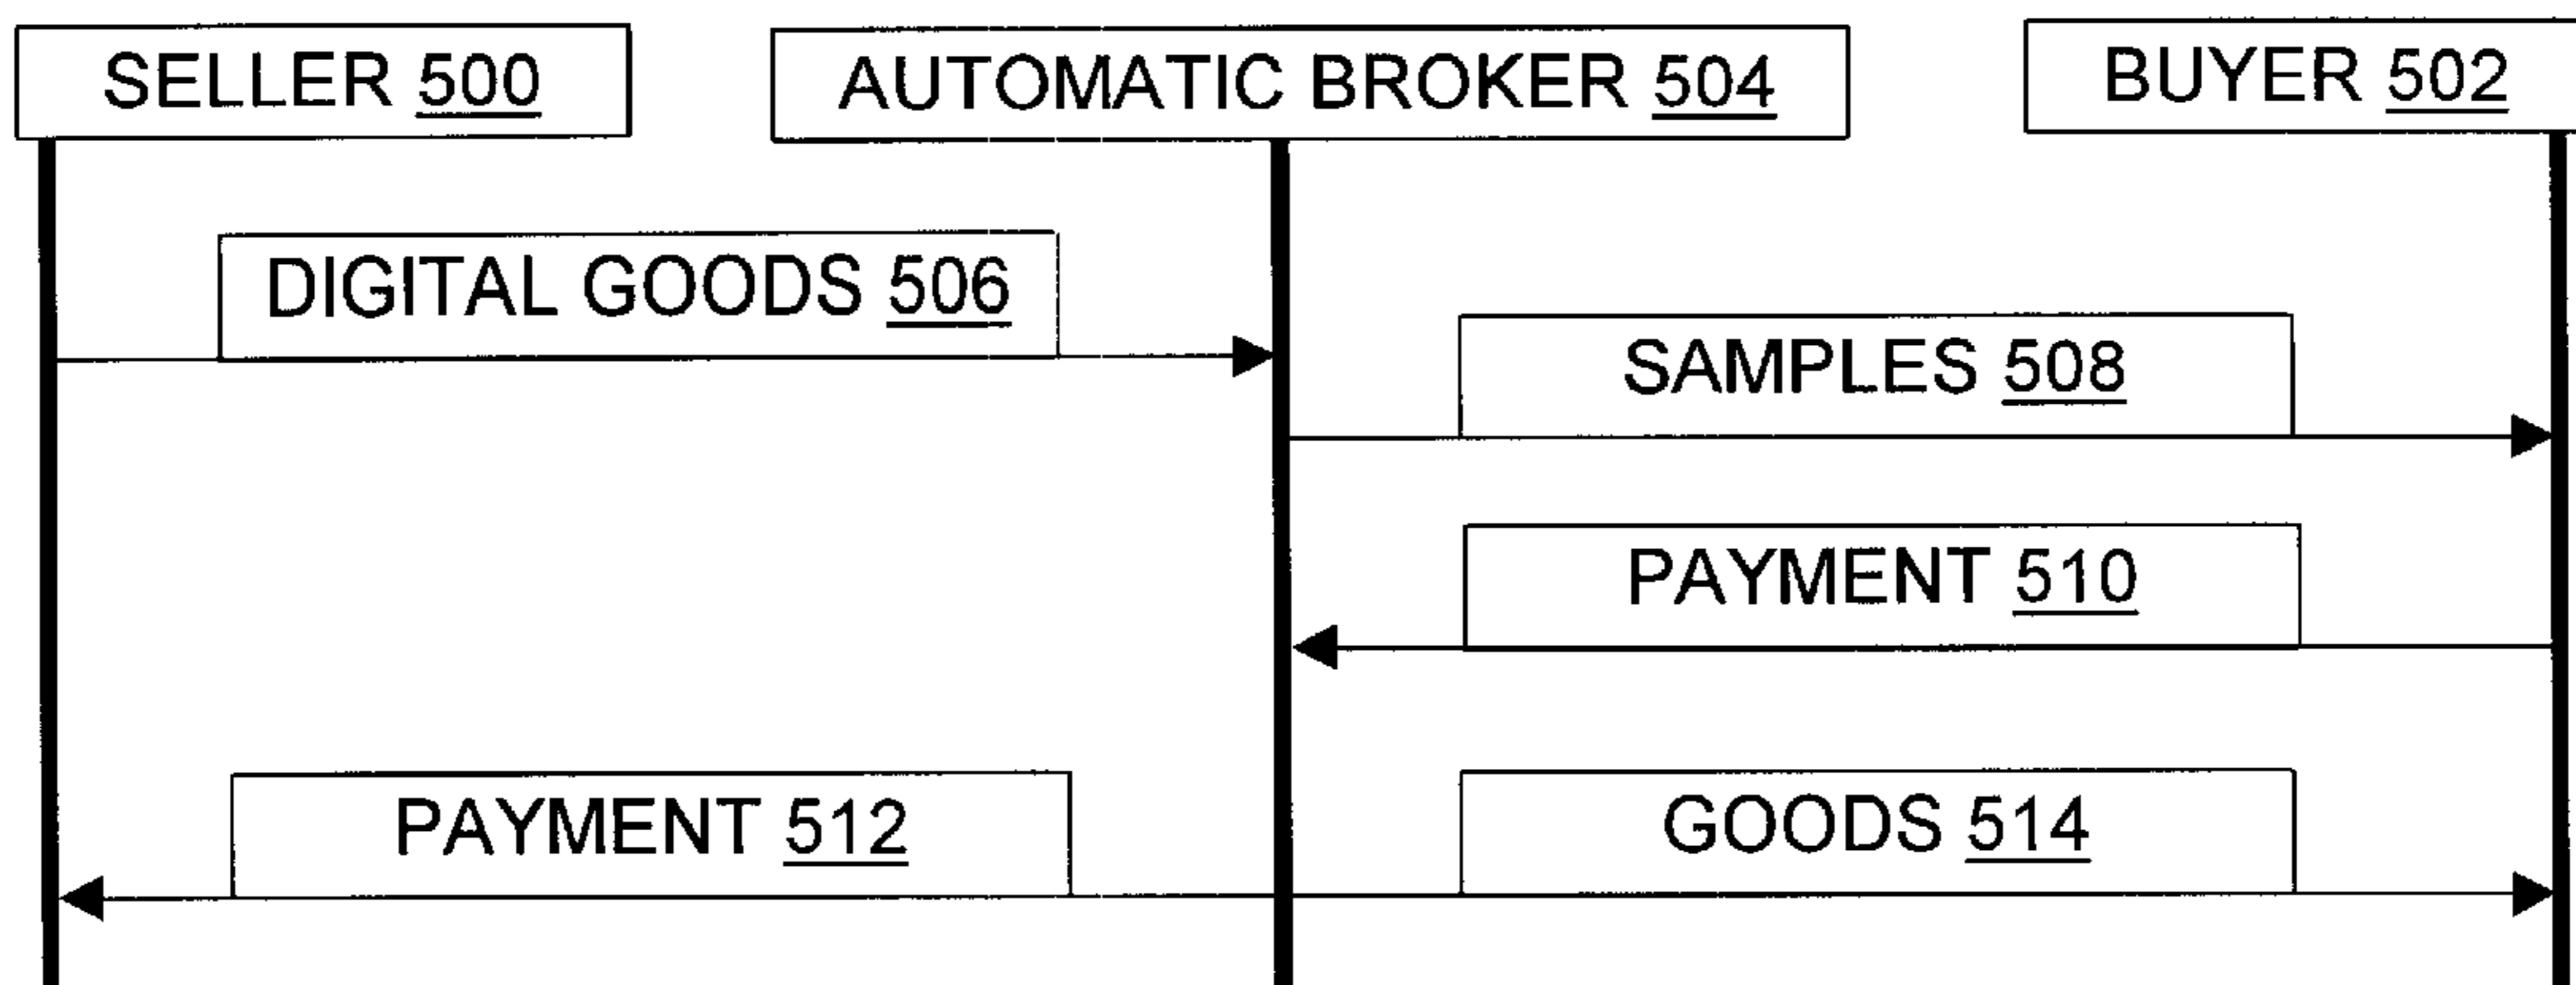 SELLER 500
AUTOMATIC BROKER 504
BUYER 502
DIGITAL GOODS 506
SAMPLES 508
PAYMENT 510
PAYMENT 512
GOODS 514